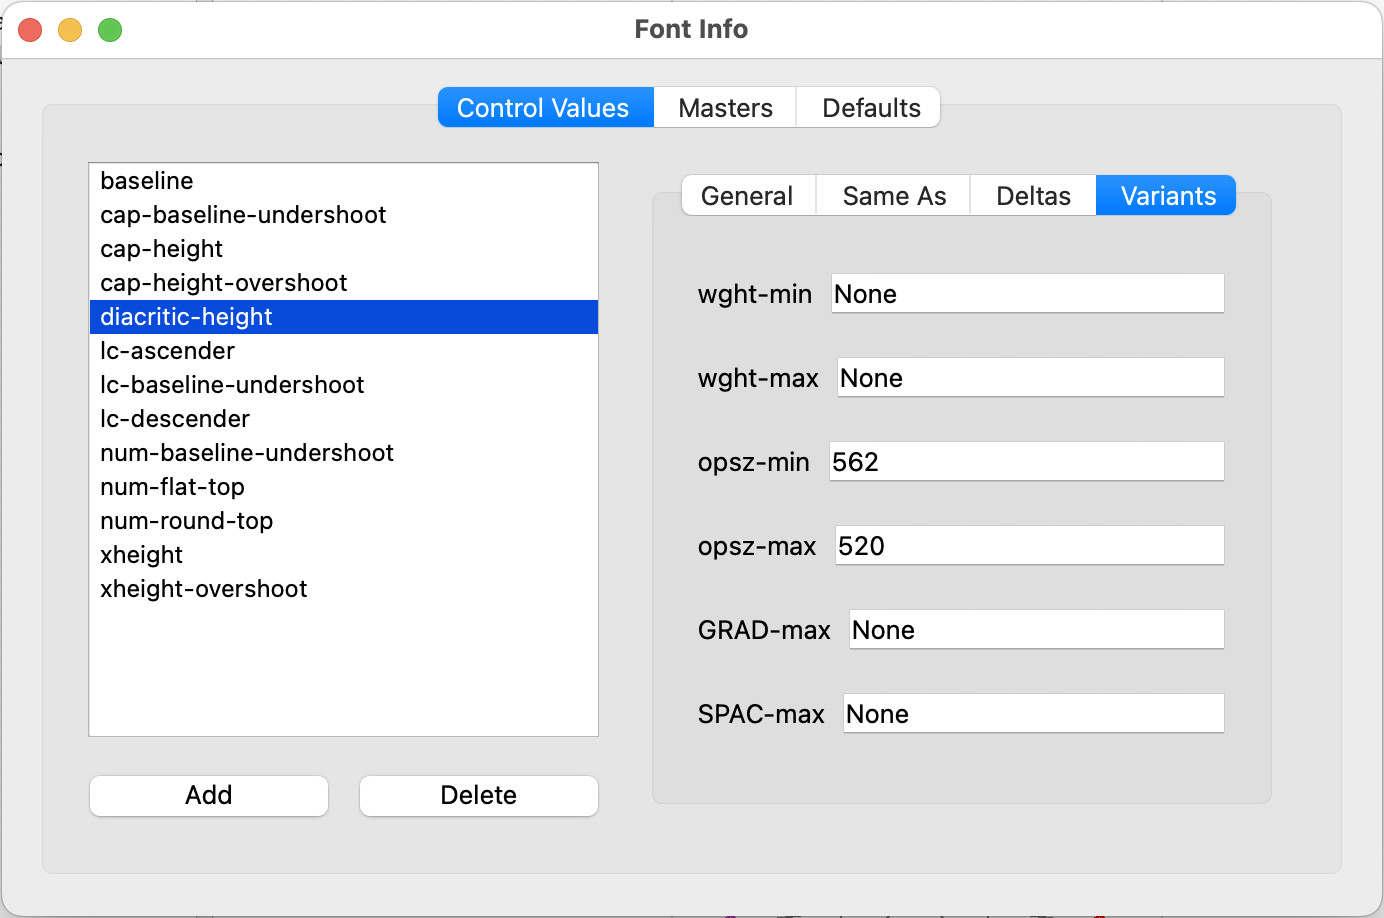 Font Info
Control Values Masters Defaults
baseline
cap-baseline-undershoot
cap-height
cap-height-overshoot
diacritic-height
lc-ascender
lc-baseline-undershoot
lc-descender
num-baseline-undershoot
num-flat-top
num-round-top
xheight
xheight-overshoot
Add Delete
General Same As Deltas Variants
wght-min None
wght-max None
opsz-min 562
opsz-max 520
GRAD-max None
SPAC-max None